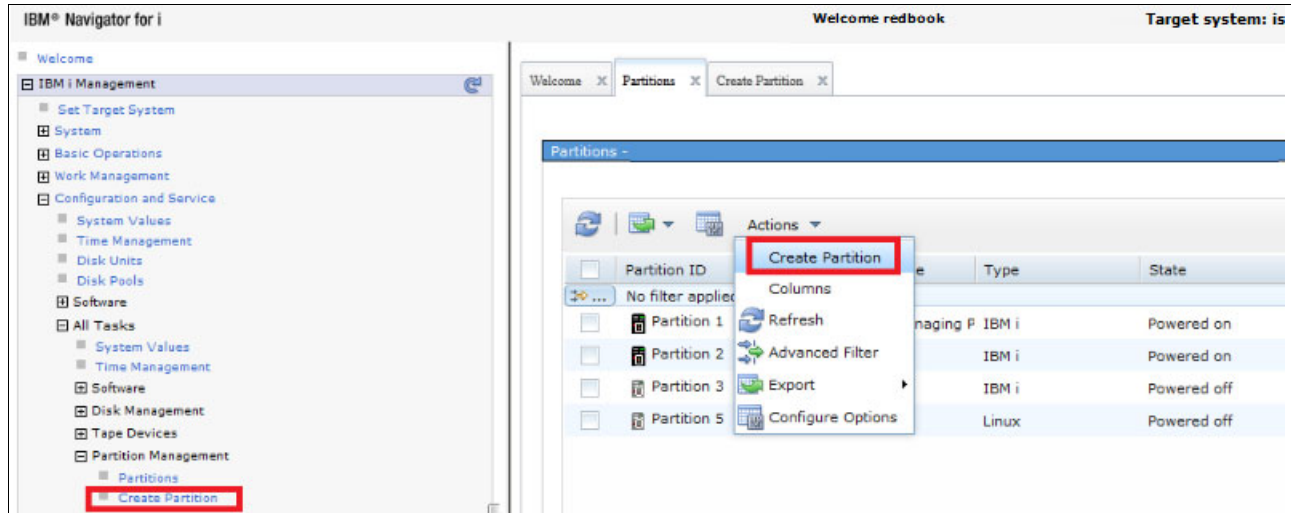 IBM® Navigator for i
Welcome redbook
Target system: is
Welcome
IBM i Management
Set Target System
System
Basic Operations
Work Management
Configuration and Service
System Values
Time Management
Disk Units
Disk Pools
Software
All Tasks
System Values
Time Management
Software
Disk Management
Tape Devices
Partition Management
Partitions
Create Partition
Welcome X Partitions X Create Partition X
Partitions -
Actions
Create Partition
Columns
Refresh
Advanced Filter
Export
Configure Options
Partition ID e Type State
... No filter applied
Partition 1 naging P IBM i Powered on
Partition 2 IBM i Powered on
Partition 3 IBM i Powered off
Partition 5 Linux Powered off